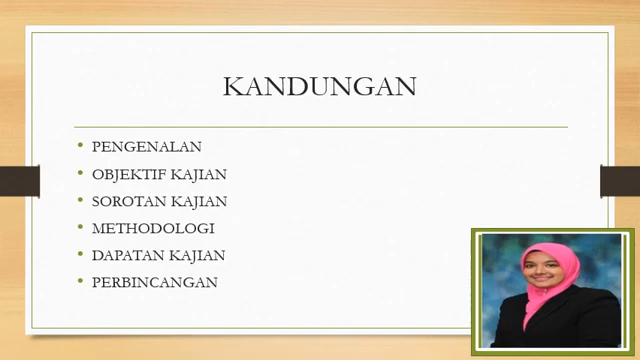 KANDUNGAN
PENGENALAN
OBJEKTIF KAJIAN
SOROTAN KAJIAN
METHODOLOGI
DAPATAN KAJIAN
PERBINCANGAN